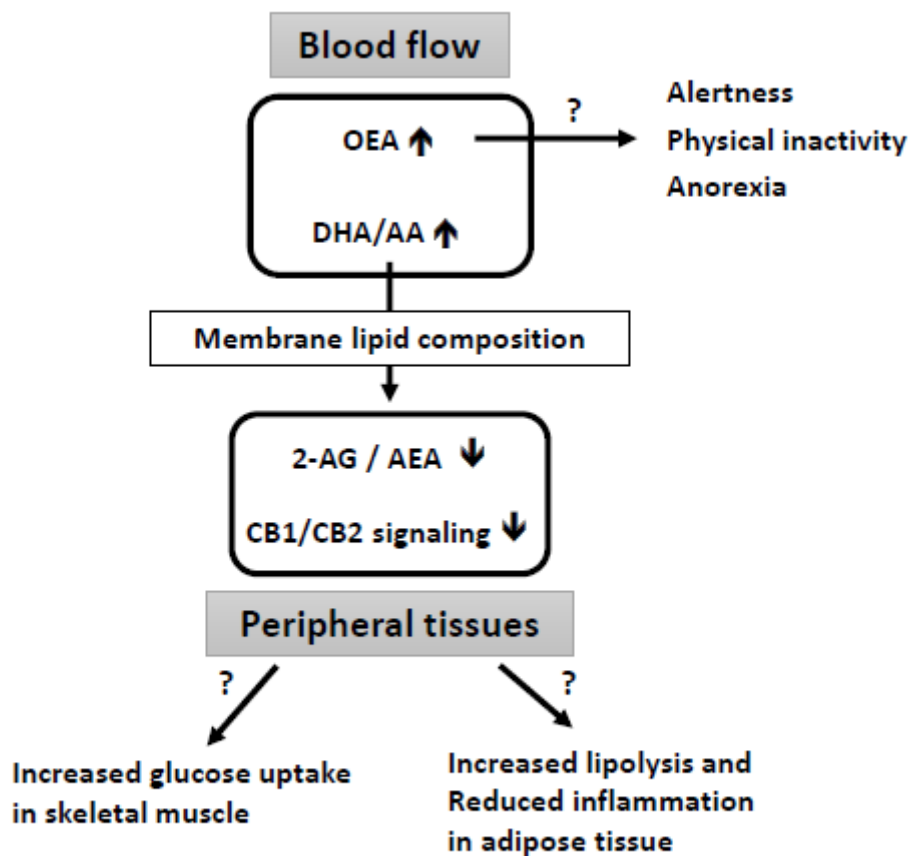 Blood flow
OEA ↑
?
Alertness
Physical inactivity
Anorexia
DHA/AA ↑
Membrane lipid composition
2-AG / AEA ↓
CB1/CB2 signaling ↓
Peripheral tissues
?
?
Increased glucose uptake
in skeletal muscle
Increased lipolysis and
Reduced inflammation
in adipose tissue